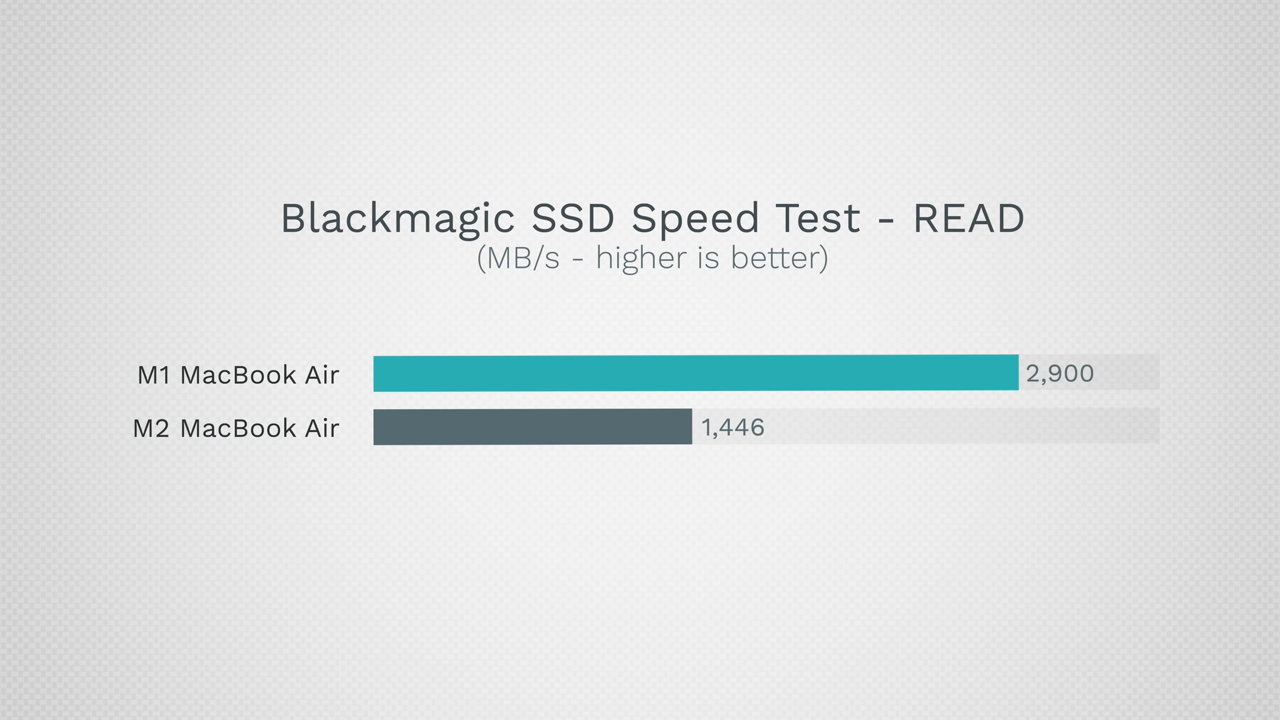 Blackmagic SSD Speed Test - READ
(MB/s - higher is better)
M1 MacBook Air 2,900
M2 MacBook Air 1,446